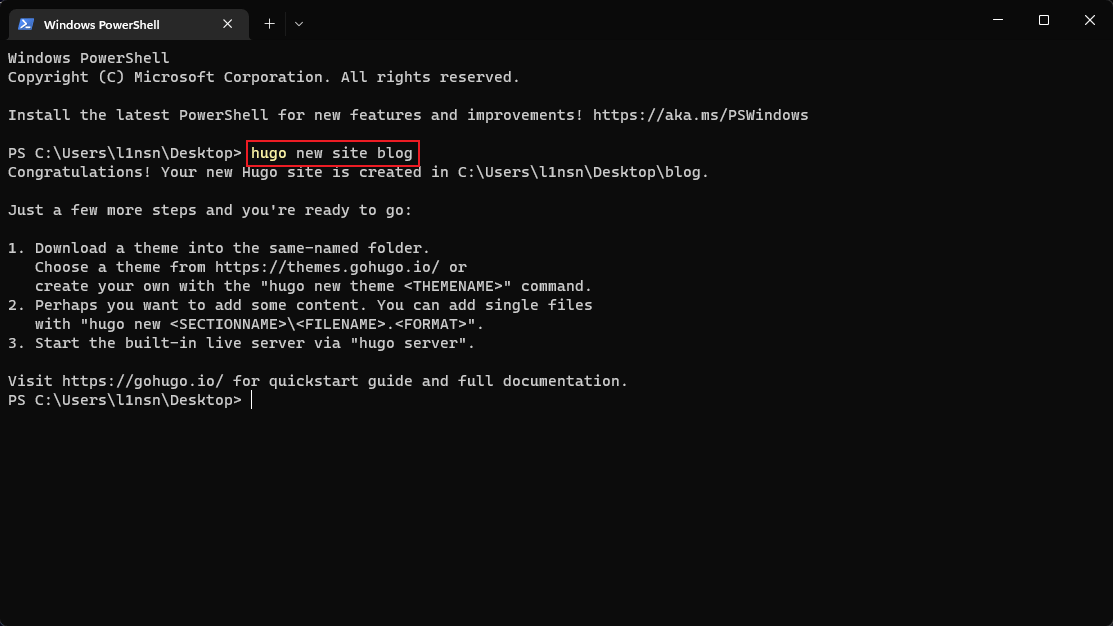 Windows PowerShell
Windows PowerShell
Copyright (C) Microsoft Corporation. All rights reserved.
Install the latest PowerShell for new features and improvements! https://aka.ms/PSWindows
PS C:\Users\l1nsn\Desktop> hugo new site blog
Congratulations! Your new Hugo site is created in C:\Users\l1nsn\Desktop\blog.
Just a few more steps and you're ready to go:
1. Download a theme into the same-named folder.
   Choose a theme from https://themes.gohugo.io/ or
   create your own with the "hugo new theme <THEMENAME>" command.
2. Perhaps you want to add some content. You can add single files
   with "hugo new <SECTIONNAME>\<FILENAME>.<FORMAT>".
3. Start the built-in live server via "hugo server".
Visit https://gohugo.io/ for quickstart guide and full documentation.
PS C:\Users\l1nsn\Desktop>